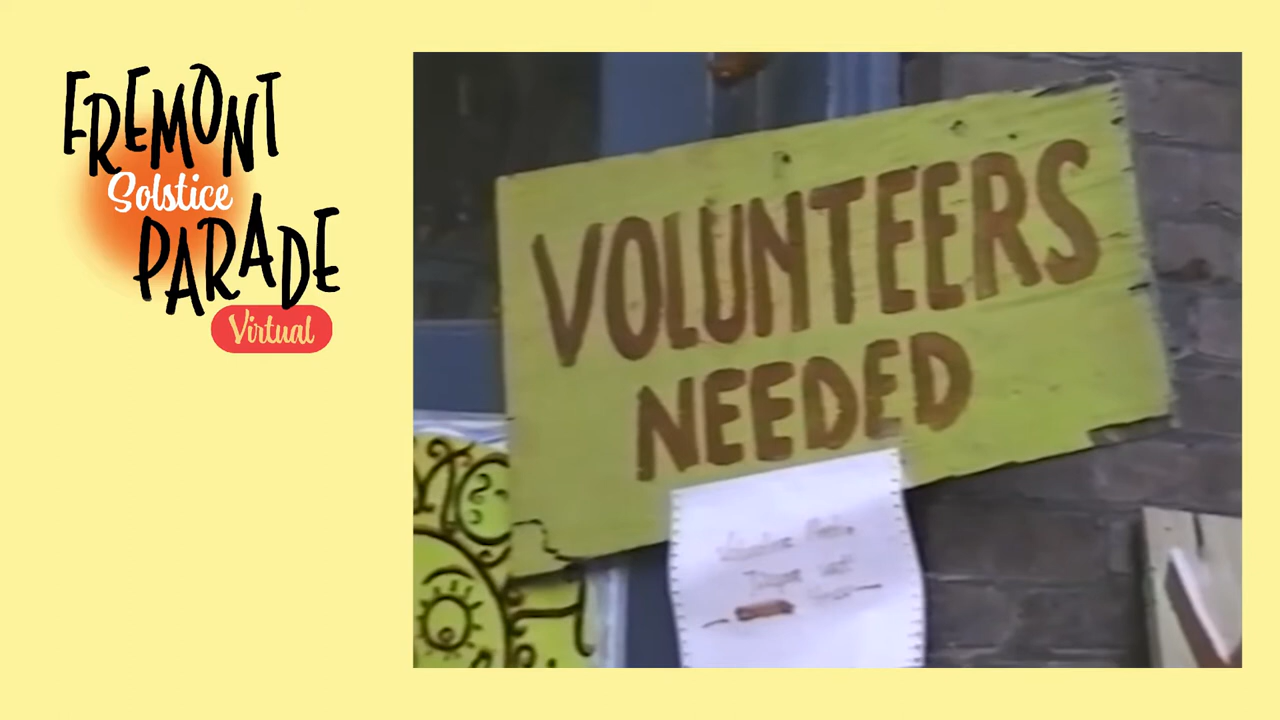 FREMONT
Solstice
PARADE
Virtual
VOLUNTEERS
NEEDED